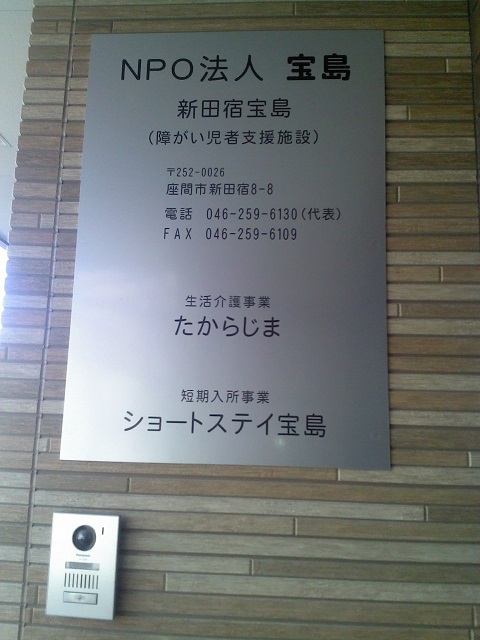 NPO法人 宝島
新田宿宝島
(障がい児者支援施設)
〒252-0026
座間市新田宿8-8
電話 046-259-6130(代表)
FAX 046-259-6109
生活介護事業
たからじま
短期入所事業
ショートステイ宝島
Panasonic